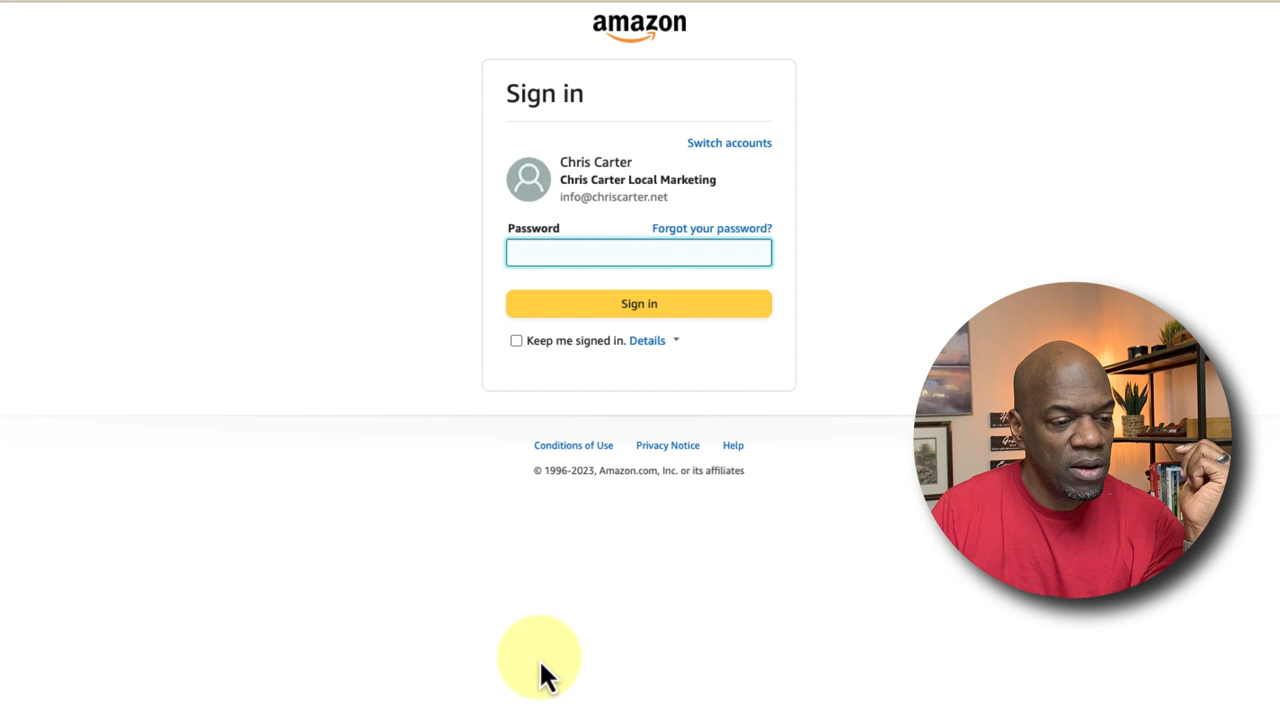 amazon
Sign in
Switch accounts
Chris Carter
Chris Carter Local Marketing
info@chriscarter.net
Password Forgot your password?
Sign in
Keep me signed in. Details
Conditions of Use Privacy Notice Help
© 1996-2023, Amazon.com, Inc. or its affiliates